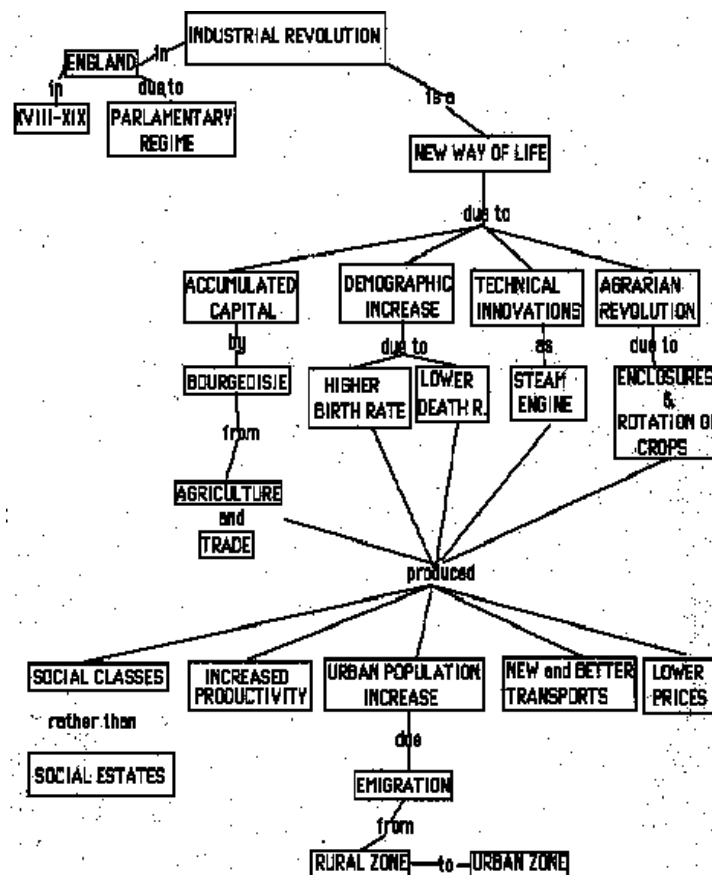 INDUSTRIAL REVOLUTION
in
ENGLAND
in
due to
XVIII-XIX
PARLAMENTARY
REGIME
is a
NEW WAY OF LIFE
due to
ACCUMULATED
CAPITAL
DEMOGRAPHIC
INCREASE
TECHNICAL
INNOVATIONS
AGRARIAN
REVOLUTION
by
due to
as
due to
BOURGEOISIE
HIGHER
BIRTH RATE
LOWER
DEATH R.
STEAM
ENGINE
ENCLOSURES
&
ROTATION OF
CROPS
from
AGRICULTURE
and
TRADE
produced
SOCIAL CLASSES
INCREASED
PRODUCTIVITY
URBAN POPULATION
INCREASE
NEW and BETTER
TRANSPORTS
LOWER
PRICES
rather than
SOCIAL ESTATES
due
EMIGRATION
from
RURAL ZONE
to
URBAN ZONE